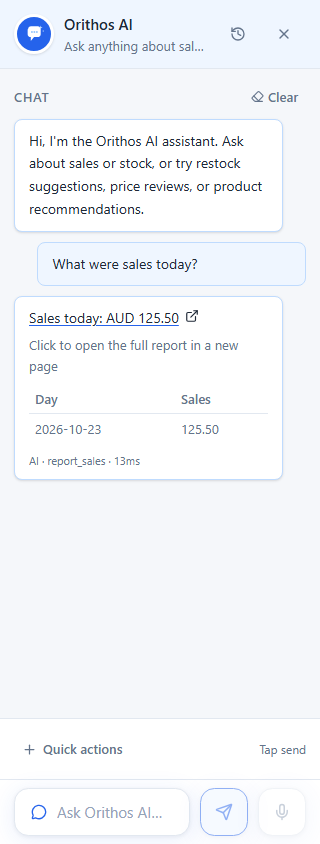 Orithos AI
Ask anything about sal...
CHAT
Clear
Hi, I'm the Orithos AI assistant. Ask
about sales or stock, or try restock
suggestions, price reviews, or product
recommendations.
What were sales today?
Sales today: AUD 125.50
Click to open the full report in a new
page
Day Sales
2026-10-23 125.50
AI · report_sales · 13ms
Quick actions
Tap send
Ask Orithos AI...